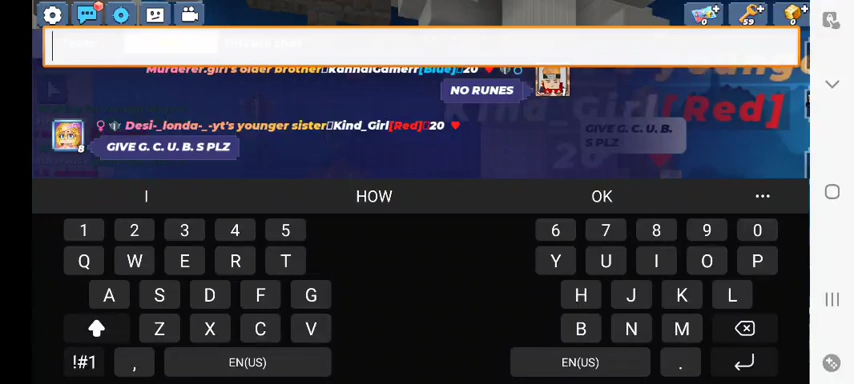 0
59
0
Murderer.girl's older brother KannaiGamerr[Blue] 20
NO RUNES
Desi-_londa-_-yt's younger sister Kind_Girl[Red] 20
8
GIVE G. C. U. B. S PLZ
Kind_Girl[Red]
20
GIVE G. C. U. B.
S PLZ
I HOW OK ...
1 2 3 4 5 6 7 8 9 0
Q W E R T Y U I O P
A S D F G H J K L
Z X C V B N M
!#1 , EN(US) EN(US) .